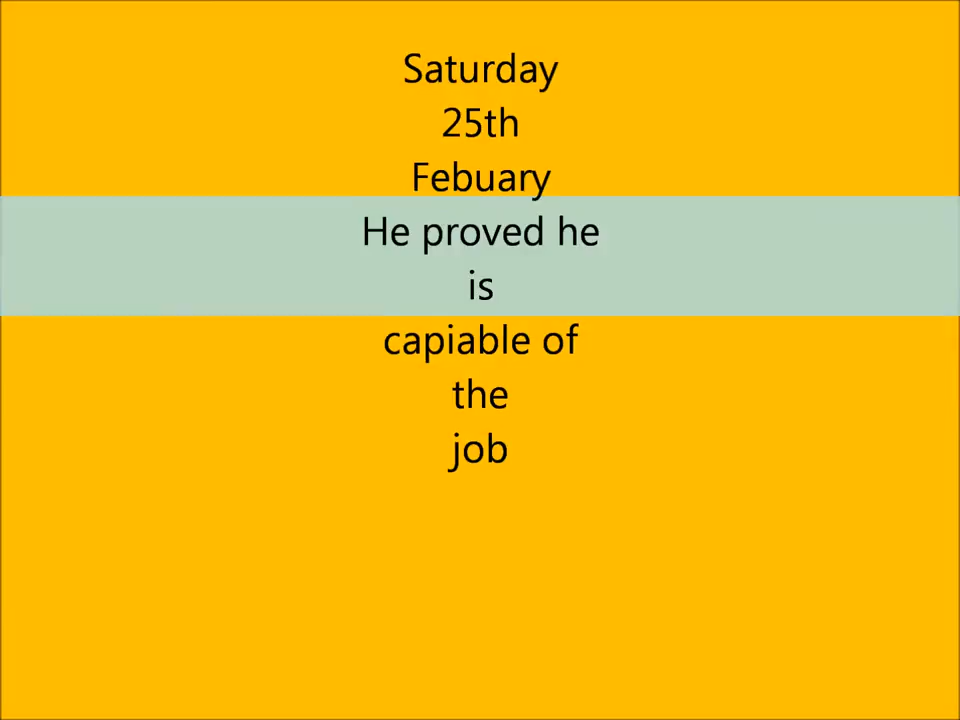 Saturday
25th
Febuary
He proved he
is
capiable of
the
job